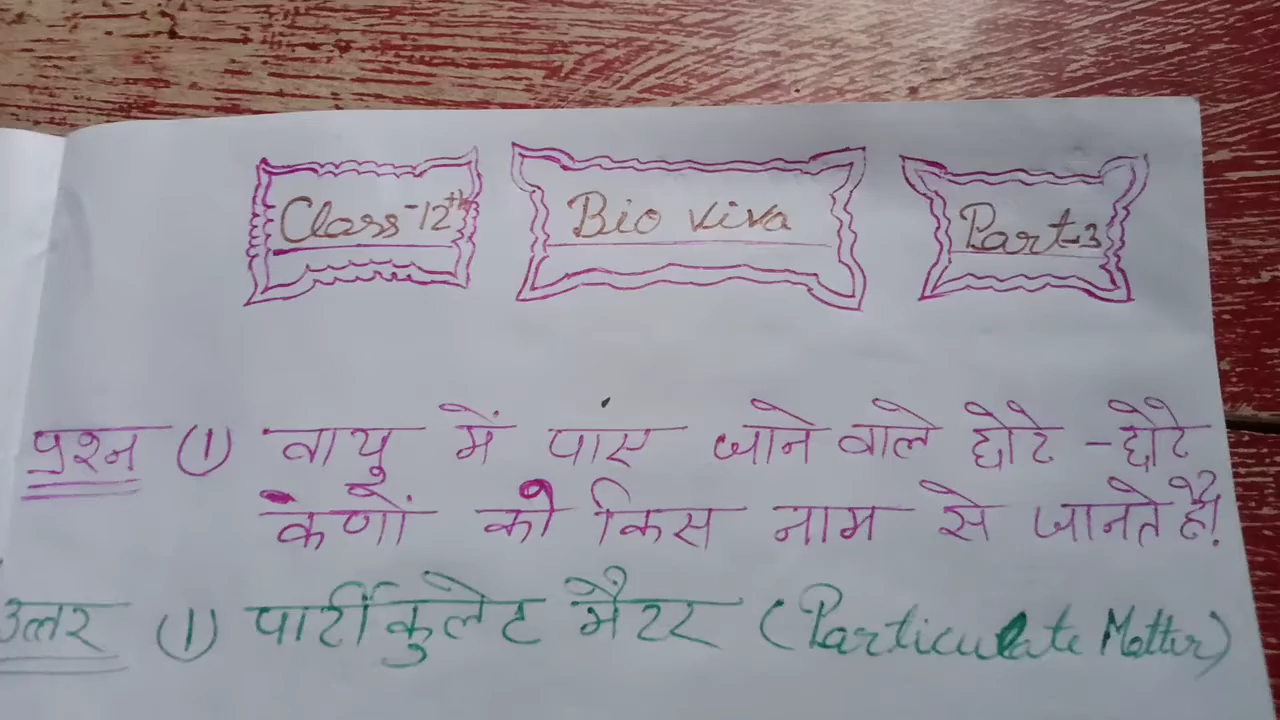 Class-12th Bio Viva Part-3
प्रश्न (1) वायु में पाए जाने वाले छोटे-छोटे
कणों को किस नाम से जानते हैं?
उत्तर (1) पार्टीकुलेट मैटर (Particulate Matter)